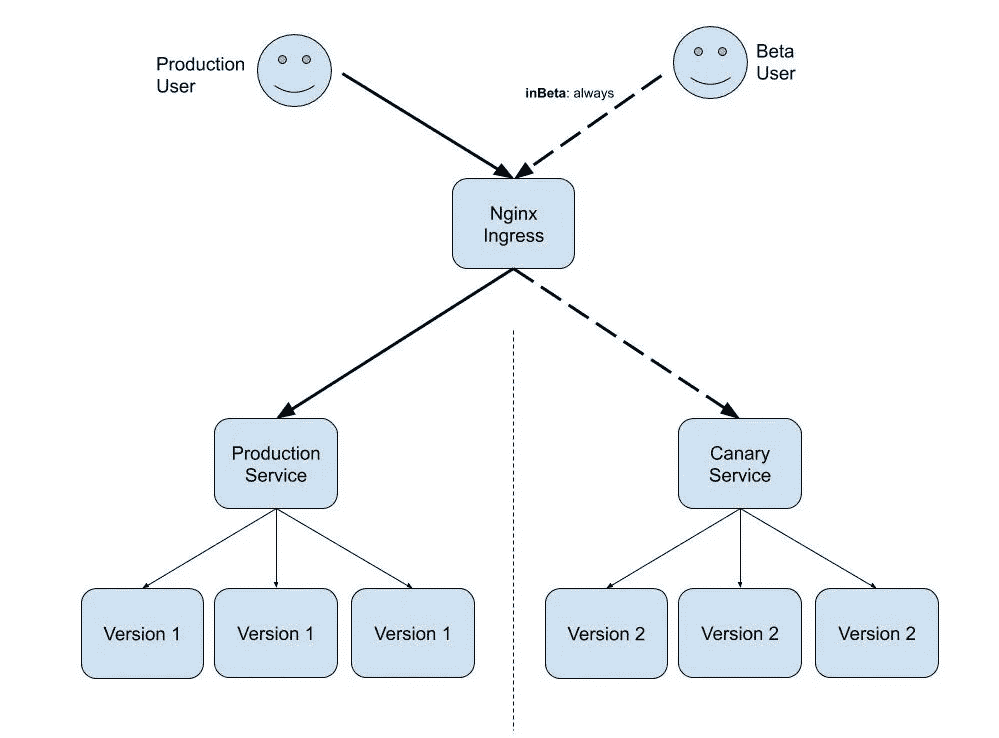 Production
User
Beta
User
inBeta: always
Nginx
Ingress
Production
Service
Canary
Service
Version 1
Version 1
Version 1
Version 2
Version 2
Version 2